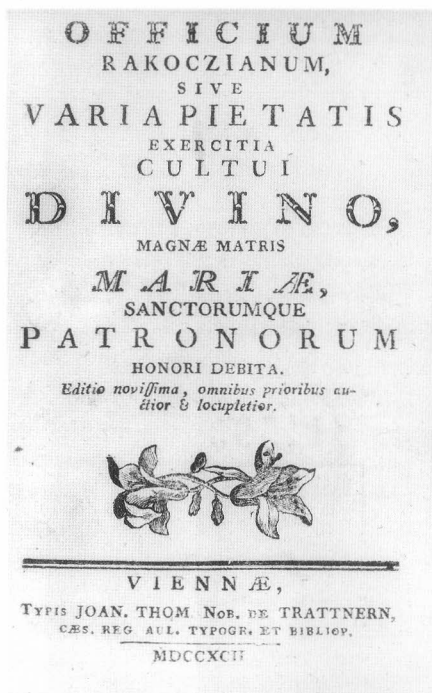 OFFICIUM
RAKOCZIANUM,
SIVE
VARIA PIETATIS
EXERCITIA
CULTUI
DIVINO,
MAGNÆ MATRIS
MARIÆ,
SANCTORUMQUE
PATRONORUM
HONORI DEBITA.
Editio noviſſima, omnibus prioribus au-
ctior & locupletior.
VIENNÆ,
TYPIS JOAN. THOM NOB. DE TRATTNERN,
CÆS. REG AUL. TYPOGR. ET BIBLIOP.
MDCCXCII